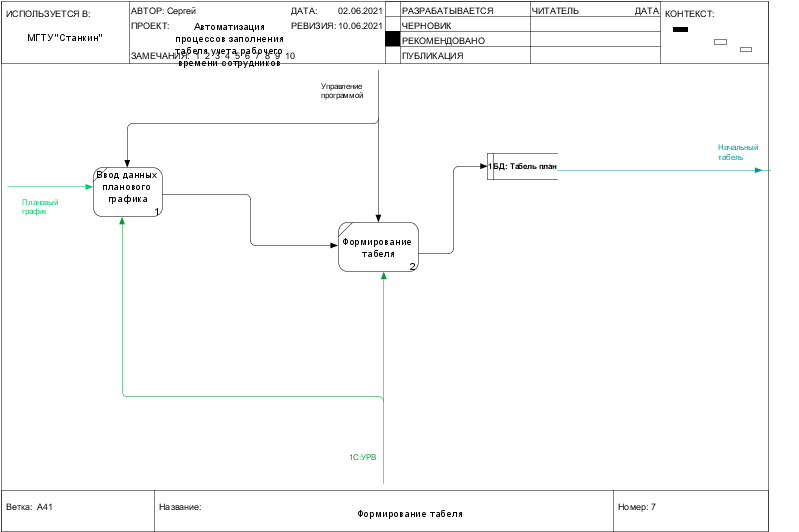 ИСПОЛЬЗУЕТСЯ В:
МГТУ"Станкин"
АВТОР: Сергей
ДАТА: 02.06.2021
ПРОЕКТ: Автоматизация
процессов заполнения
табеля учета рабочего
времени сотрудников
РЕВИЗИЯ: 10.06.2021
ЗАМЕЧАНИЯ: 1 2 3 4 5 6 7 8 9 10
РАЗРАБАТЫВАЕТСЯ
ЧЕРНОВИК
РЕКОМЕНДОВАНО
ПУБЛИКАЦИЯ
ЧИТАТЕЛЬ ДАТА
КОНТЕКСТ:
Управление
программой
Ввод данных
планового
графика
1
Плановый
график
Формирование
табеля
2
1 БД: Табель план
Начальный
табель
1С:УРВ
Ветка: A41
Название:
Формирование табеля
Номер: 7